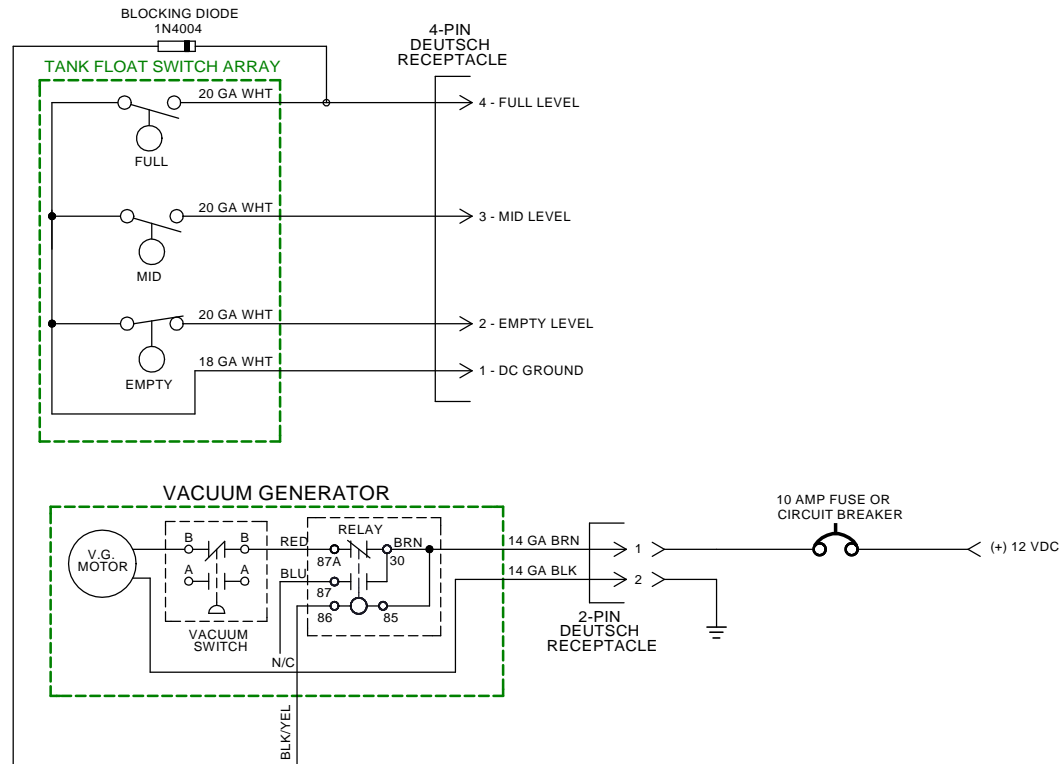 BLOCKING DIODE
1N4004
4-PIN
DEUTSCH
RECEPTACLE
TANK FLOAT SWITCH ARRAY
20 GA WHT
4 - FULL LEVEL
FULL
20 GA WHT
3 - MID LEVEL
MID
20 GA WHT
2 - EMPTY LEVEL
18 GA WHT
1 - DC GROUND
EMPTY
VACUUM GENERATOR
10 AMP FUSE OR
CIRCUIT BREAKER
RELAY
B B RED BRN 14 GA BRN 1 (+) 12 VDC
V.G.
MOTOR
87A 30
A A BLU 14 GA BLK 2
87
86 85
VACUUM
SWITCH
2-PIN
DEUTSCH
RECEPTACLE
N/C
BLK/YEL